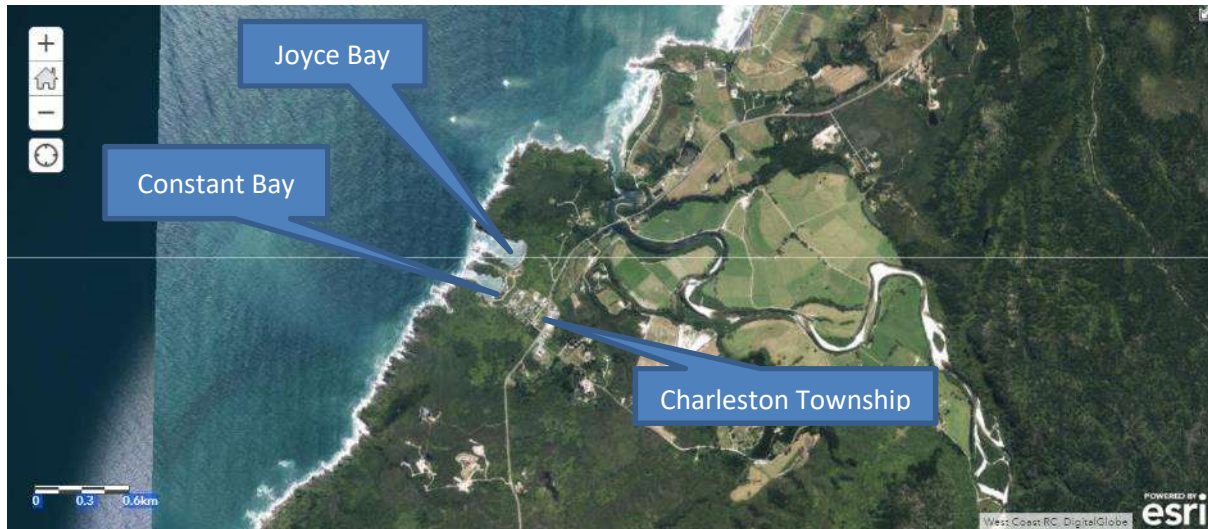 Joyce Bay
Constant Bay
Charleston Township
0 0.3 0.6km
West Coast RC, DigitalGlobe
POWERED BY
esri